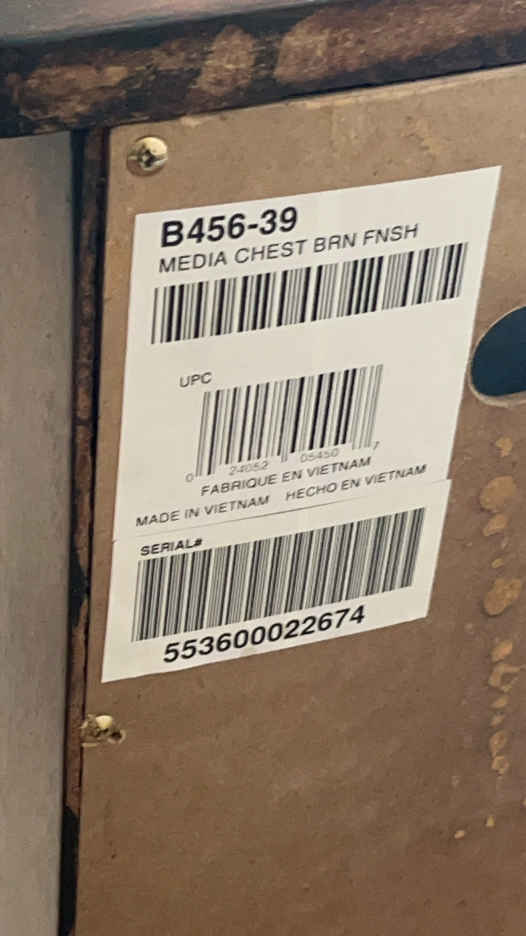 B456-39
MEDIA CHEST BRN FNSH
UPC
0 24052 05450 7
FABRIQUE EN VIETNAM
MADE IN VIETNAM HECHO EN VIETNAM
SERIAL#
553600022674